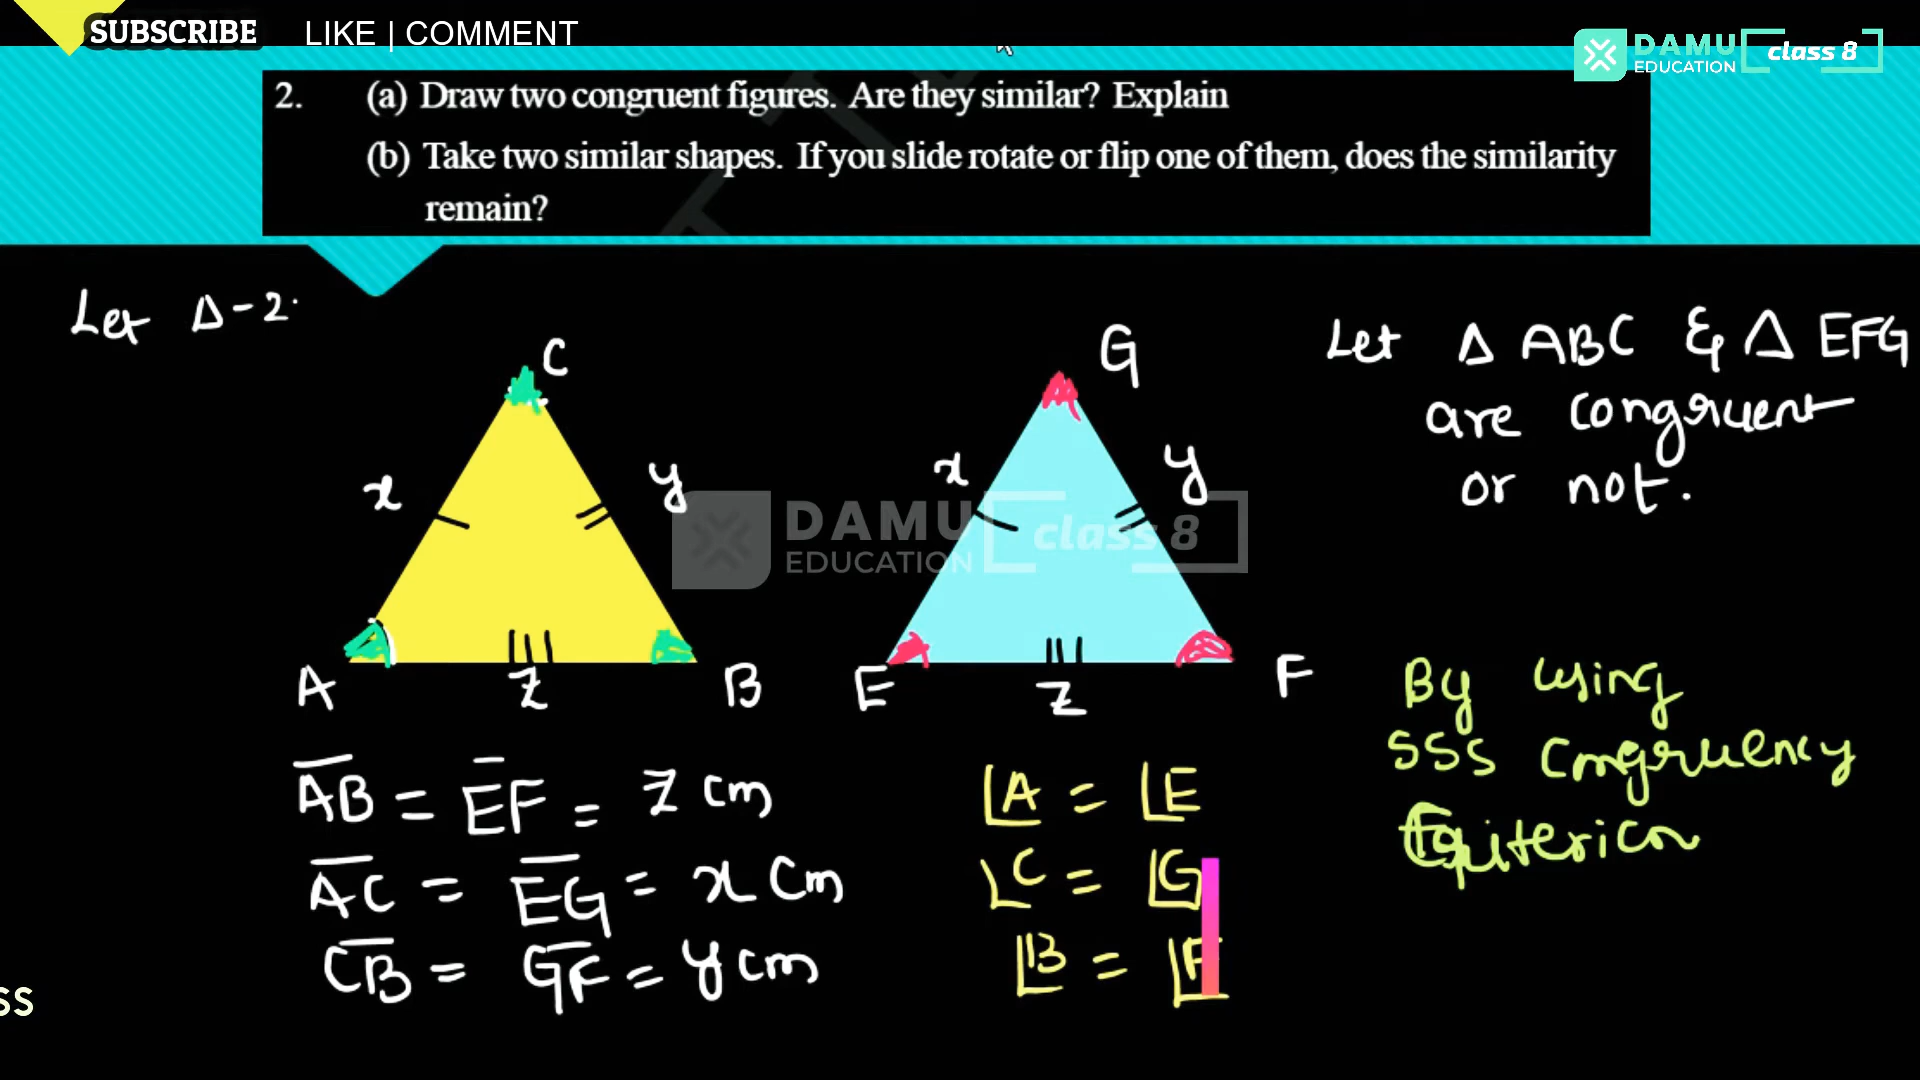 SUBSCRIBE LIKE | COMMENT
DAMU EDUCATION class 8
2. (a) Draw two congruent figures. Are they similar? Explain
(b) Take two similar shapes. If you slide rotate or flip one of them, does the similarity
remain?
Let Δ - 2.
Let Δ ABC & Δ EFG
are congruent
or not.
C
G
x
y
x
y
DAMU EDUCATION class 8
A
Z
B
E
Z
F
By using
SSS Congruency
AB = EF = Z cm
AC = EG = x cm
CB = GF = y cm
∠A = ∠E
∠C = ∠G
∠B = ∠F
SS